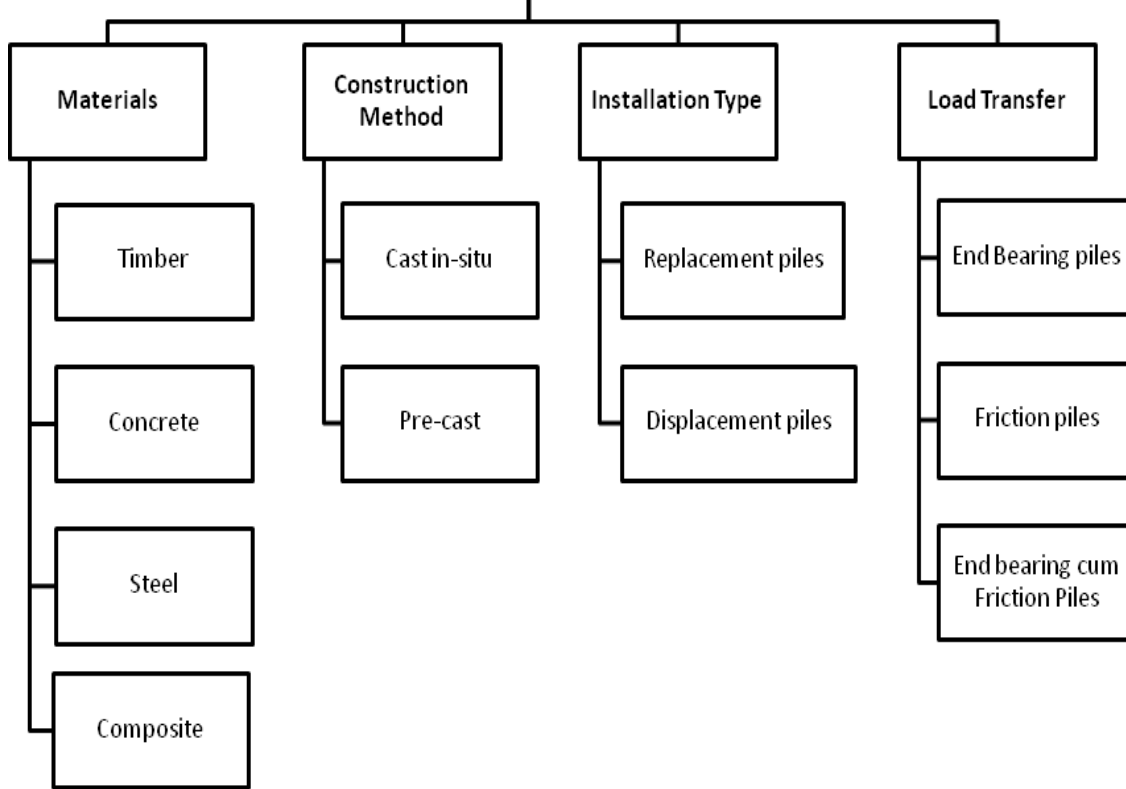 Materials
Construction
Method
Installation Type
Load Transfer
Timber
Cast in-situ
Replacement piles
End Bearing piles
Concrete
Pre-cast
Displacement piles
Friction piles
Steel
End bearing cum
Friction Piles
Composite